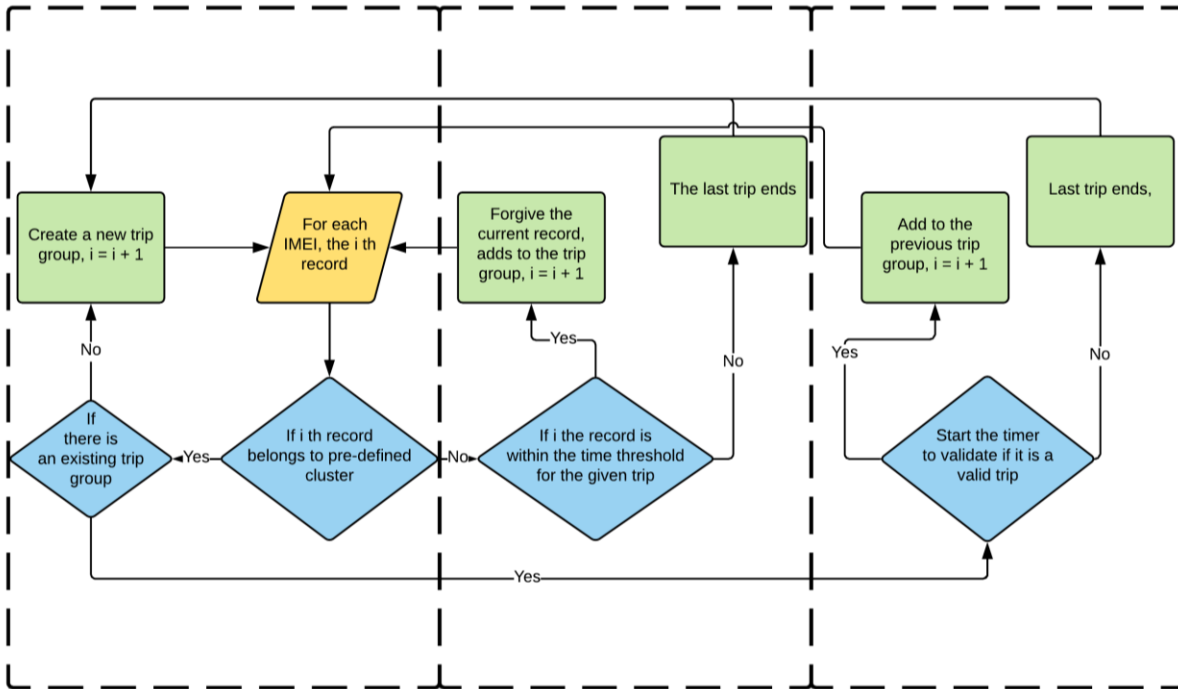 The last trip ends
Last trip ends,
Create a new trip
group, i = i + 1
For each
IMEI, the i th
record
Forgive the
current record,
adds to the trip
group, i = i + 1
Add to the
previous trip
group, i = i + 1
No
Yes
No
Yes
No
If
there is
an existing trip
group
Yes
If i th record
belongs to pre-defined
cluster
No
If i the record is
within the time threshold
for the given trip
Start the timer
to validate if it is a
valid trip
Yes